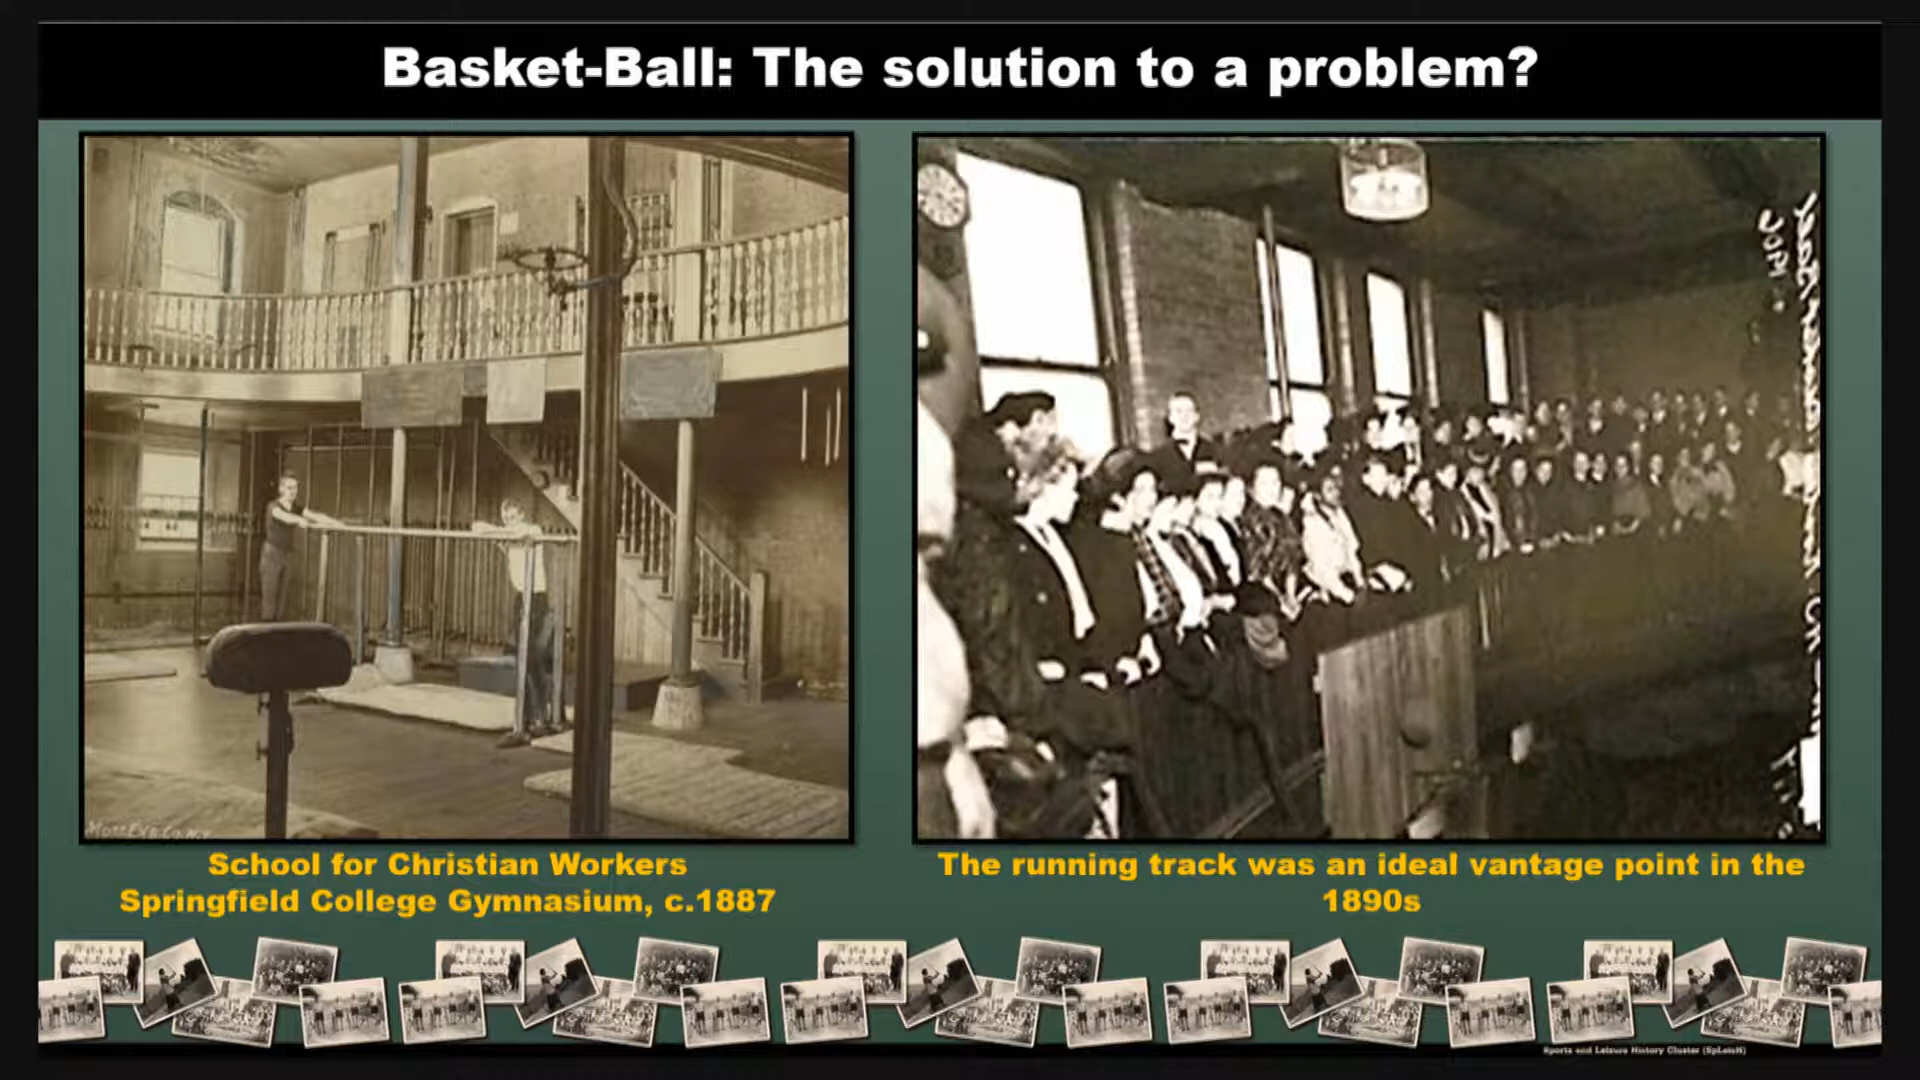 Basket-Ball: The solution to a problem?
School for Christian Workers
Springfield College Gymnasium, c.1887
The running track was an ideal vantage point in the
1890s
Sports and Leisure History Cluster (SpLeisH)